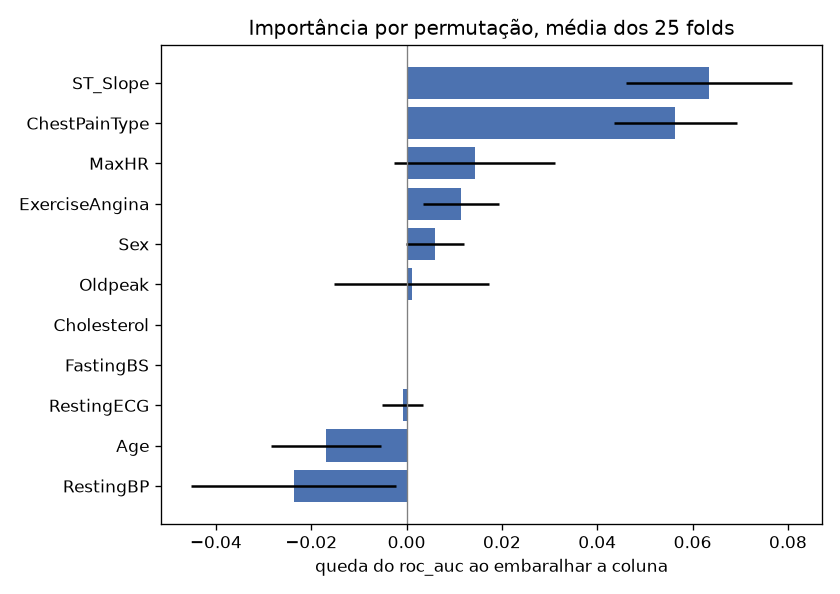 Importância por permutação, média dos 25 folds
ST_Slope
ChestPainType
MaxHR
ExerciseAngina
Sex
Oldpeak
Cholesterol
FastingBS
RestingECG
Age
RestingBP
−0.04 −0.02 0.00 0.02 0.04 0.06 0.08
queda do roc_auc ao embaralhar a coluna